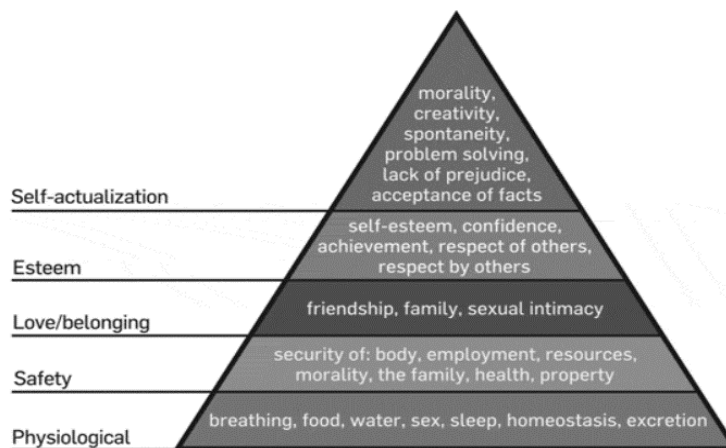 morality,
creativity,
spontaneity,
problem solving,
lack of prejudice,
acceptance of facts
Self-actualization
self-esteem, confidence,
achievement, respect of others,
respect by others
Esteem
friendship, family, sexual intimacy
Love/belonging
security of: body, employment, resources,
morality, the family, health, property
Safety
breathing, food, water, sex, sleep, homeostasis, excretion
Physiological